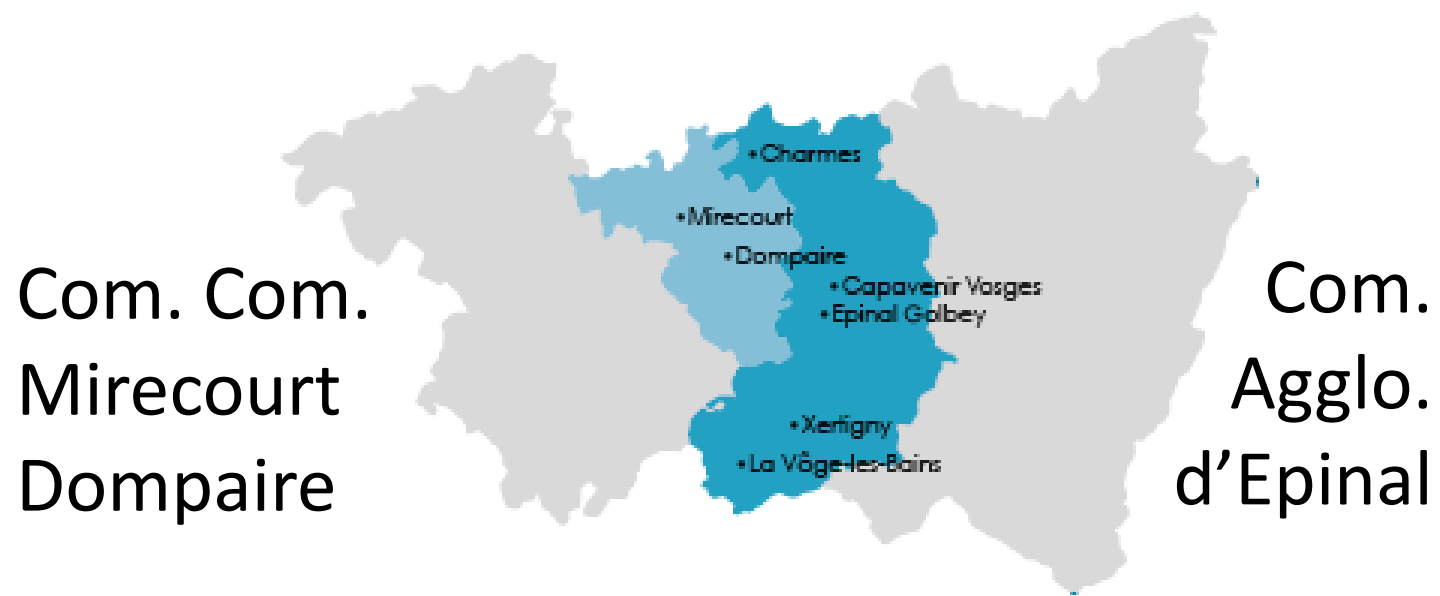 •Charmes
•Mirecourt
•Dompaire
•Capavenir Vosges
•Epinal Golbey
•Xertigny
•La Vôge-les-Bains
Com. Com.
Mirecourt
Dompaire
Com.
Agglo.
d’Epinal